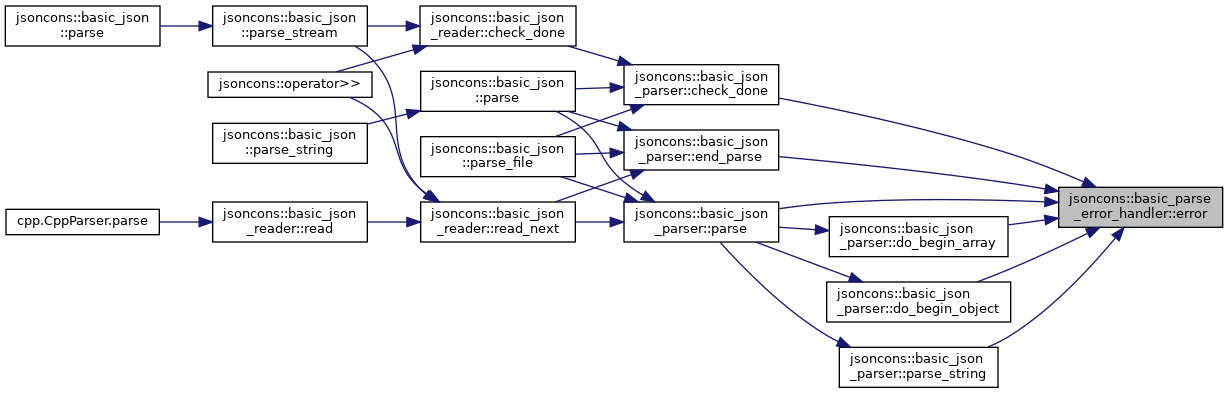 jsoncons::basic_json
::parse
jsoncons::basic_json
::parse_stream
jsoncons::basic_json
_reader::check_done
jsoncons::operator>>
jsoncons::basic_json
::parse
jsoncons::basic_json
_parser::check_done
jsoncons::basic_json
::parse_string
jsoncons::basic_json
::parse_file
jsoncons::basic_json
_parser::end_parse
cpp.CppParser.parse
jsoncons::basic_json
_reader::read
jsoncons::basic_json
_reader::read_next
jsoncons::basic_json
_parser::parse
jsoncons::basic_json
_parser::do_begin_array
jsoncons::basic_parse
_error_handler::error
jsoncons::basic_json
_parser::do_begin_object
jsoncons::basic_json
_parser::parse_string